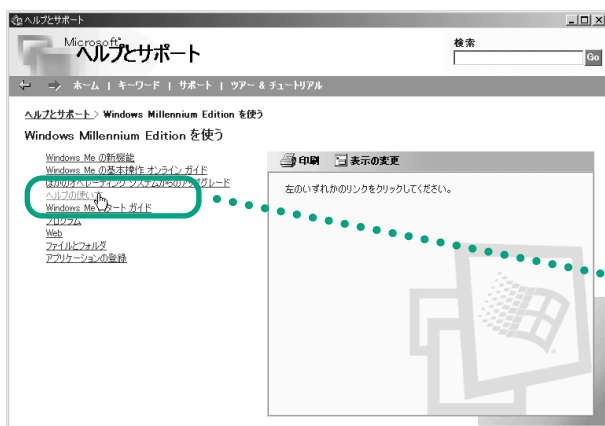 ヘルプとサポート
Microsoft
ヘルプとサポート
検索
Go
ホーム | キーワード | サポート | ツアー & チュートリアル
ヘルプとサポート > Windows Millennium Edition を使う
Windows Millennium Edition を使う
Windows Me の新機能
Windows Me の基本操作 オンライン ガイド
ほかのオペレーティング システムからのアップグレード
ヘルプの使い方
Windows Me スタート ガイド
プログラム
Web
ファイルとフォルダ
アプリケーションの登録
印刷 表示の変更
左のいずれかのリンクをクリックしてください。